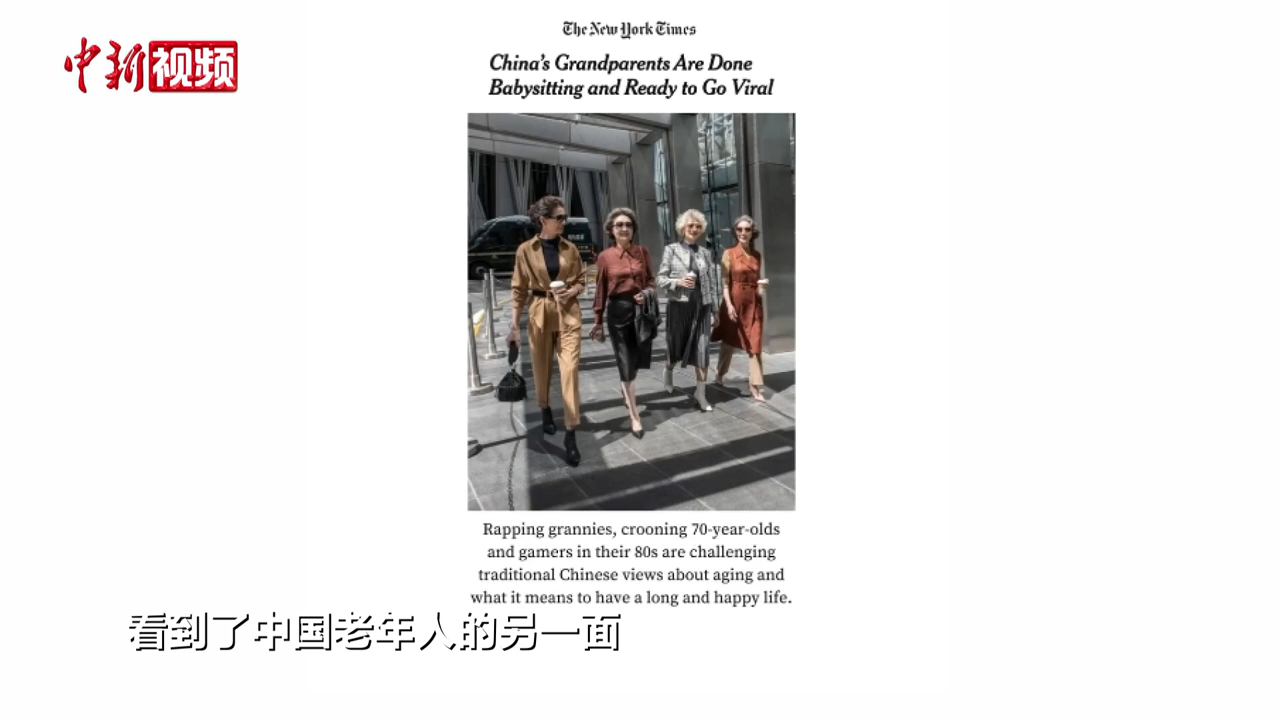 中新视频
The New York Times
China's Grandparents Are Done
Babysitting and Ready to Go Viral
Rapping grannies, crooning 70-year-olds
and gamers in their 80s are challenging
traditional Chinese views about aging and
what it means to have a long and happy life.
看到了中国老年人的另一面